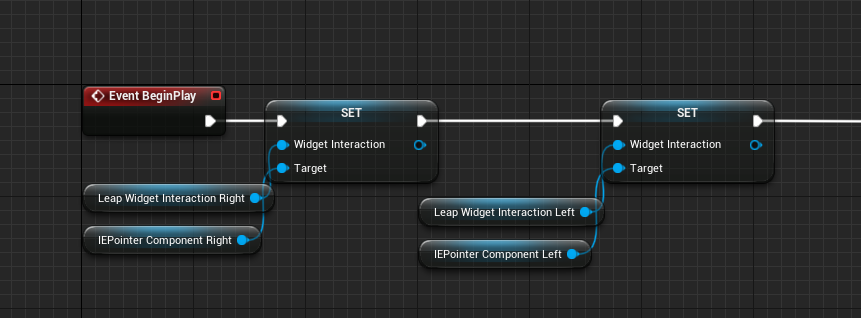 Event BeginPlay
SET
Widget Interaction
Target
Leap Widget Interaction Right
IEPointer Component Right
SET
Widget Interaction
Target
Leap Widget Interaction Left
IEPointer Component Left